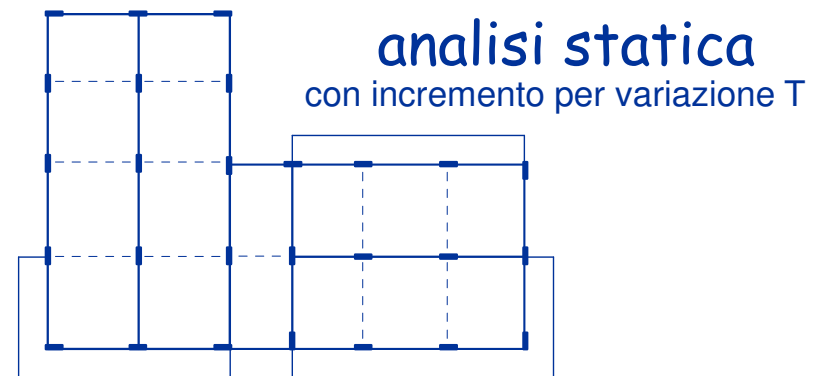 analisi statica
con incremento per variazione T